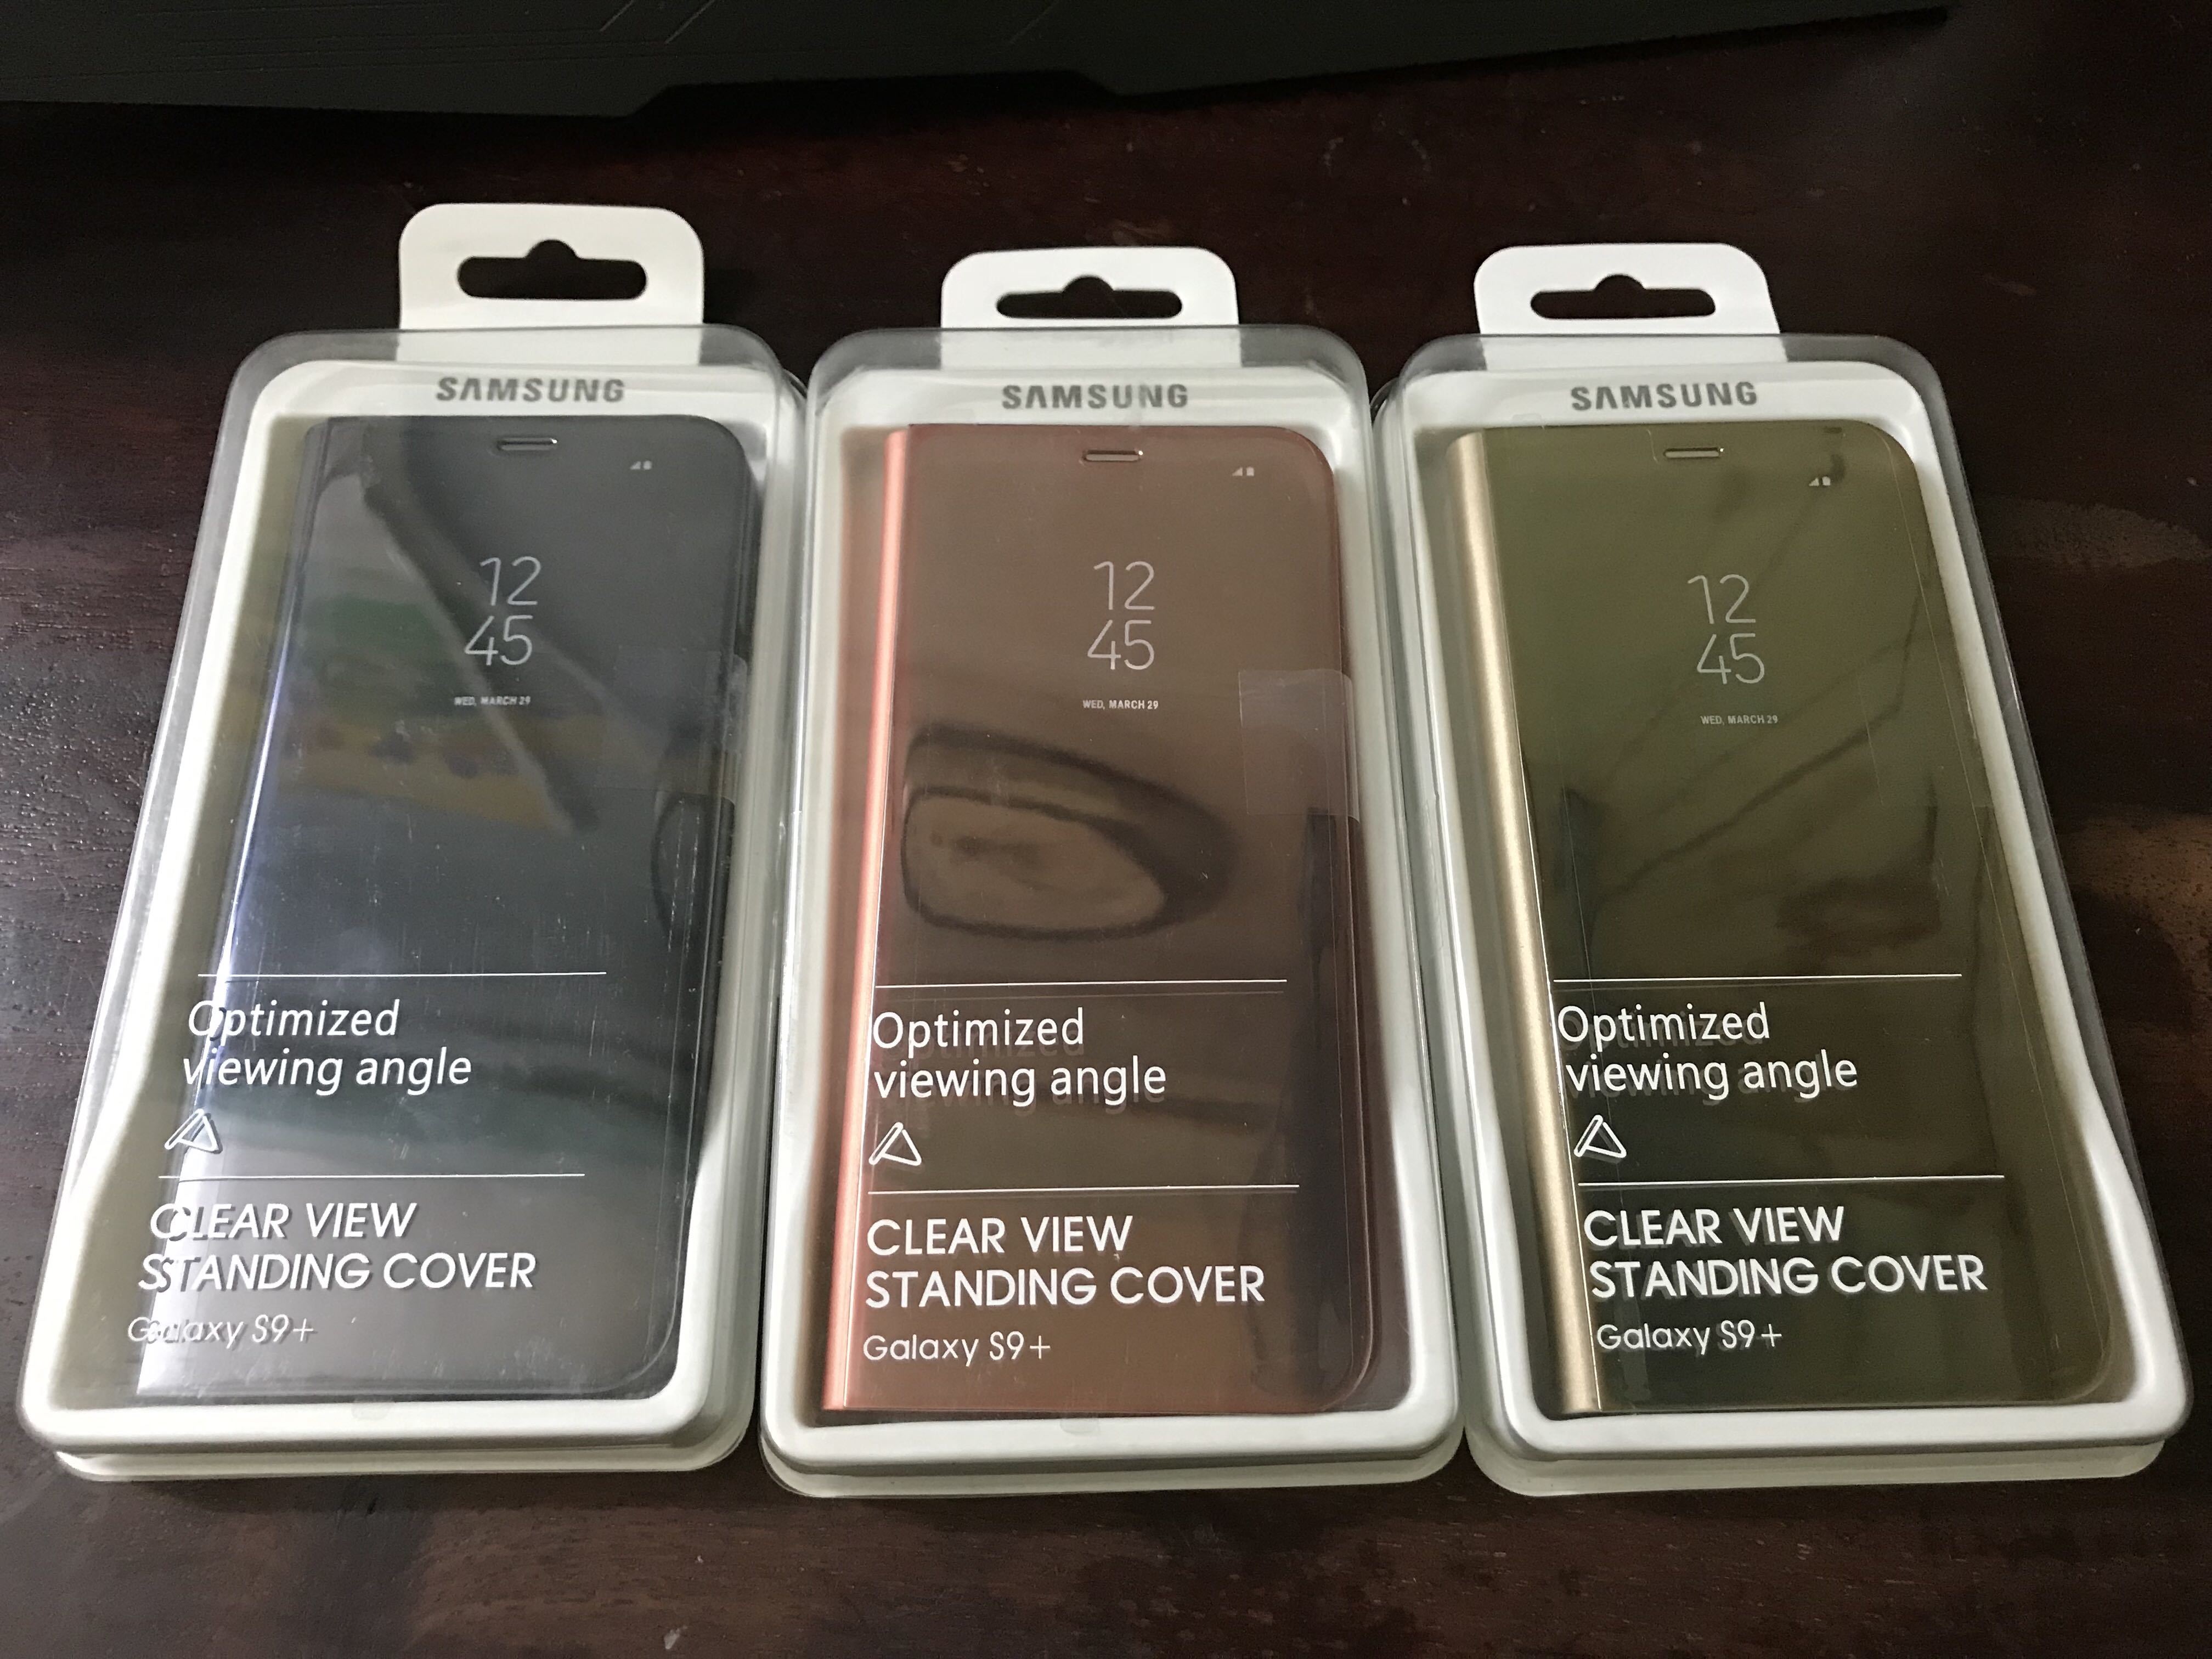 SAMSUNG
12
45
WED, MARCH 29
Optimized
viewing angle
CLEAR VIEW
STANDING COVER
Galaxy S9+
SAMSUNG
12
45
WED, MARCH 29
Optimized
viewing angle
CLEAR VIEW
STANDING COVER
Galaxy S9+
SAMSUNG
12
45
WED, MARCH 29
Optimized
viewing angle
CLEAR VIEW
STANDING COVER
Galaxy S9+